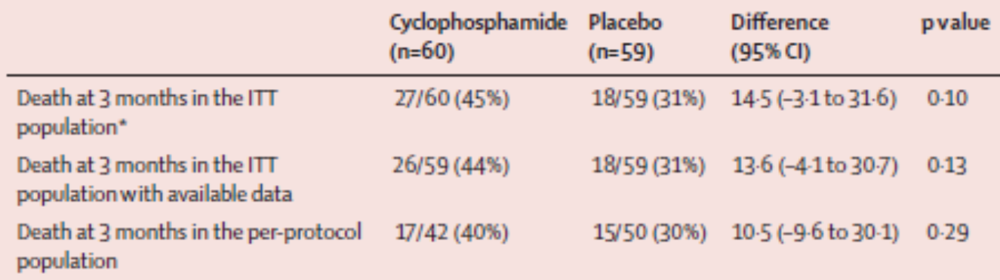 Cyclophosphamide Placebo Difference p value
(n=60) (n=59) (95% CI)
Death at 3 months in the ITT 27/60 (45%) 18/59 (31%) 14·5 (–3·1 to 31·6) 0·10
population*
Death at 3 months in the ITT 26/59 (44%) 18/59 (31%) 13·6 (–4·1 to 30·7) 0·13
population with available data
Death at 3 months in the per-protocol 17/42 (40%) 15/50 (30%) 10·5 (–9·6 to 30·1) 0·29
population